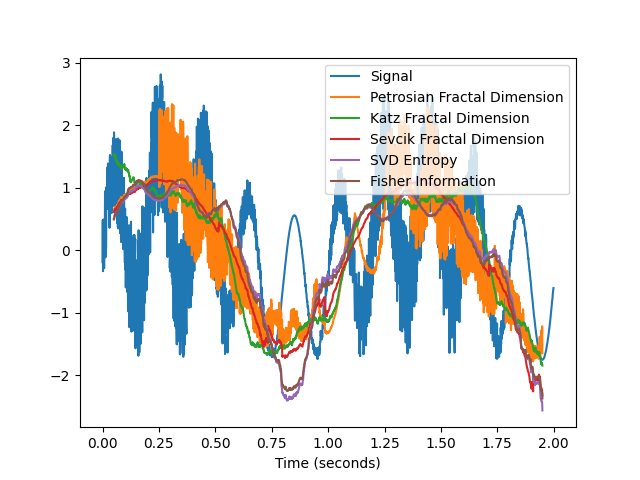 3
2
1
0
−1
−2
Signal
Petrosian Fractal Dimension
Katz Fractal Dimension
Sevcik Fractal Dimension
SVD Entropy
Fisher Information
0.00 0.25 0.50 0.75 1.00 1.25 1.50 1.75 2.00
Time (seconds)